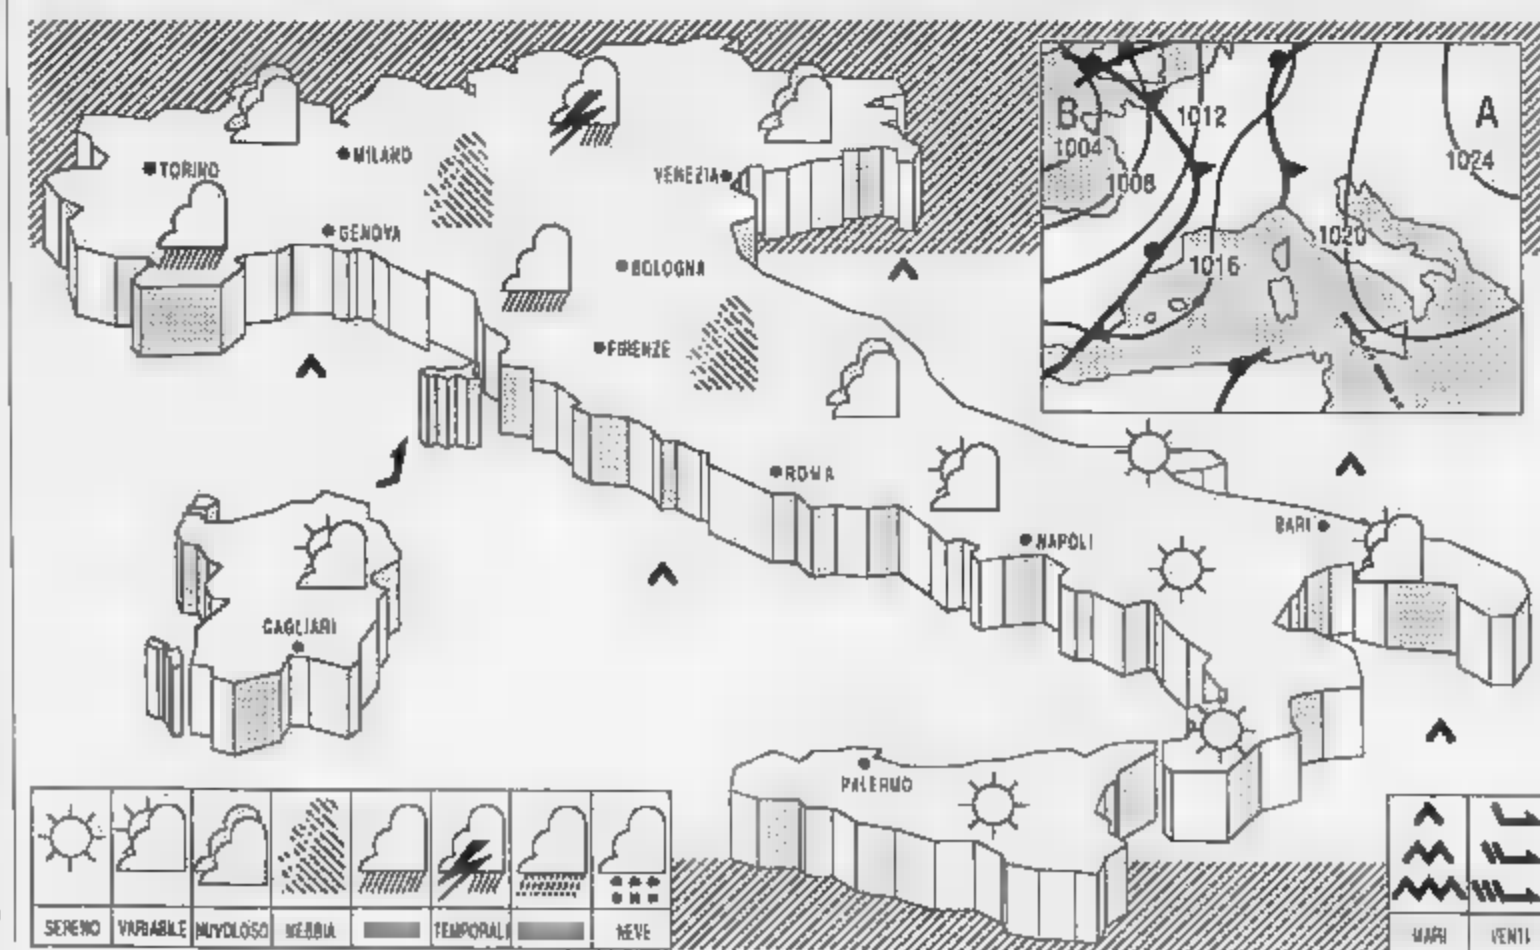 B
1004
1008
1012
1016
1020
1024
A
TORINO
MILANO
VENEZIA
GENOVA
BOLOGNA
FIRENZE
ROMA
NAPOLI
BARI
CAGLIARI
PALERMO
SERENO VARIABILE NUVOLOSO NEBBIA TEMPORALI NEVE
MARI VENTI